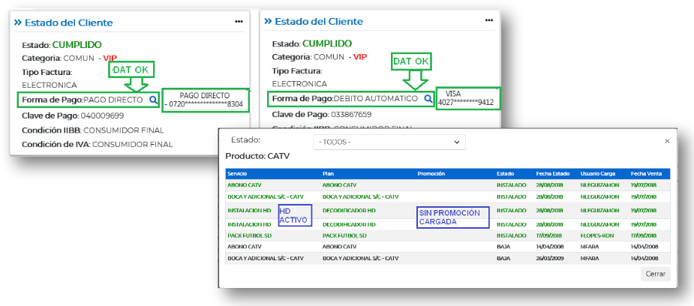 Estado del Cliente
Estado: CUMPLIDO
Categoria: COMUN - VIP
Tipo Factura:
ELECTRONICA
DAT OK
Forma de Pago:PAGO DIRECTO
PAGO DIRECTO
- 0720**************8304
Clave de Pago: 040009699
Condición IIBB: CONSUMIDOR FINAL
Condición de IVA: CONSUMIDOR FINAL
Estado del Cliente
Estado: CUMPLIDO
Categoria: COMUN - VIP
Tipo Factura:
ELECTRONICA
DAT OK
Forma de Pago:DEBITO AUTOMATICO
VISA
4027********9412
Clave de Pago: 033867659
Condición IIBB: CONSUMIDOR FINAL
Estado:
- TODOS -
×
Producto: CATV
Servicio Plan Promoción Estado Fecha Estado Usuario Carga Fecha Venta
ABONO CATV ABONO CATV INSTALADO 28/08/2018 NLEGUIZAMON 19/07/2018
BOCA Y ADICIONAL S/C - CATV BOCA Y ADICIONAL S/C - CATV INSTALADO 28/08/2018 NLEGUIZAMON 19/07/2018
INSTALACION HD DECODIFICADOR HD INSTALADO 28/08/2018 NLEGUIZAMON 19/07/2018
INSTALACION HD DECODIFICADOR HD INSTALADO 28/08/2018 NLEGUIZAMON 19/07/2018
HD
ACTIVO
SIN PROMOCIÓN
CARGADA
PACK FUTBOL SD PACK FUTBOL SD INSTALADO 17/09/2018 FLOPES-KON 17/09/2018
ABONO CATV ABONO CATV BAJA 14/04/2008 MFARA 14/04/2008
BOCA Y ADICIONAL S/C - CATV BOCA Y ADICIONAL S/C - CATV BAJA 26/03/2009 MFARA 14/04/2008
Cerrar